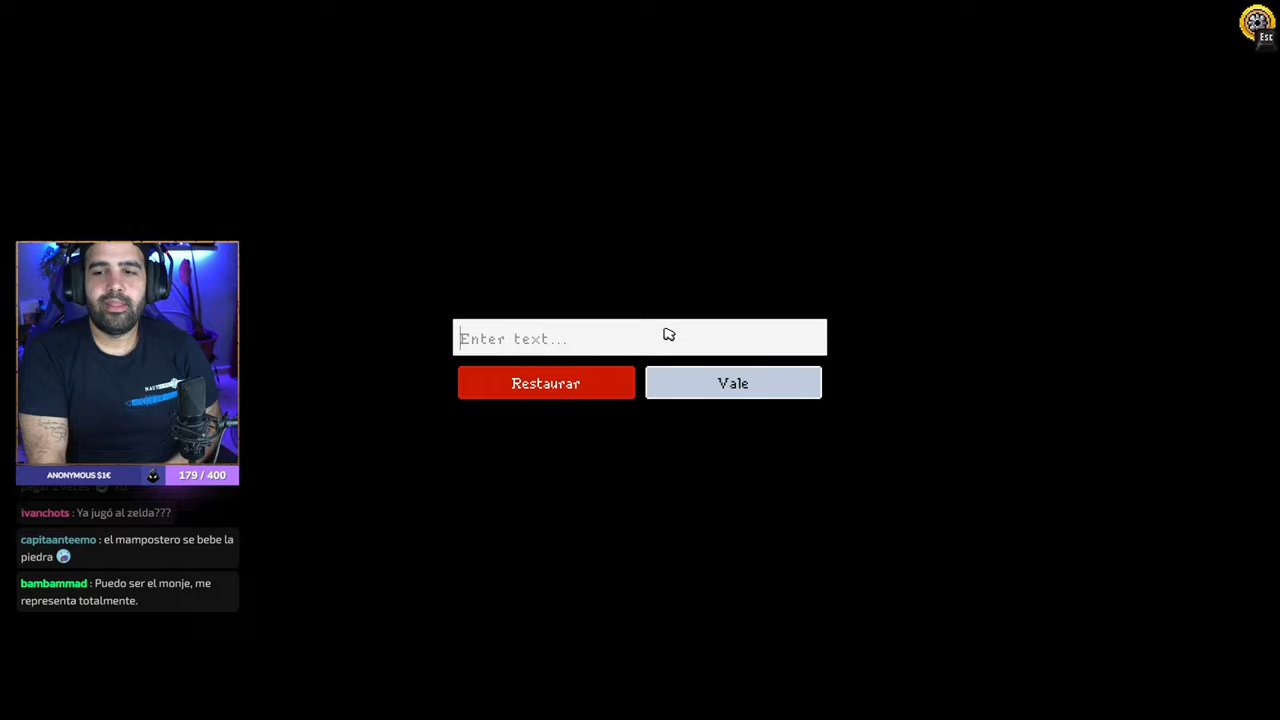 Esc
Enter text...
Restaurar
Vale
ANONYMOUS $1€
179 / 400
ivanchots : Ya jugó al zelda???
capitaanteemo : el mampostero se bebe la
piedra
bambammad : Puedo ser el monje, me
representa totalmente.